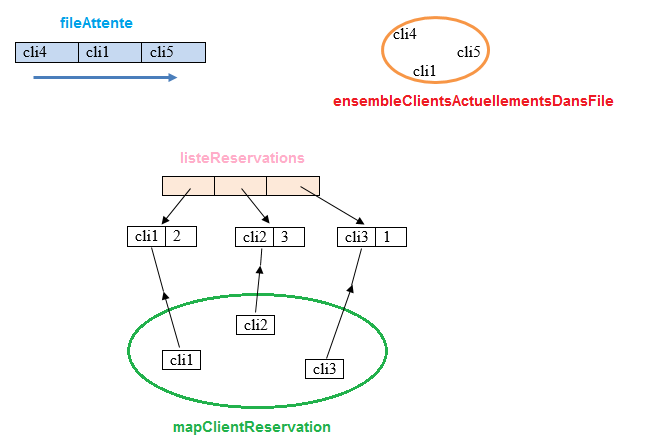 fileAttente
cli4 cli1 cli5
cli4
cli5
cli1
ensembleClientsActuellementsDansFile
listeReservations
cli1 2 cli2 3 cli3 1
cli2
cli1
cli3
mapClientReservation